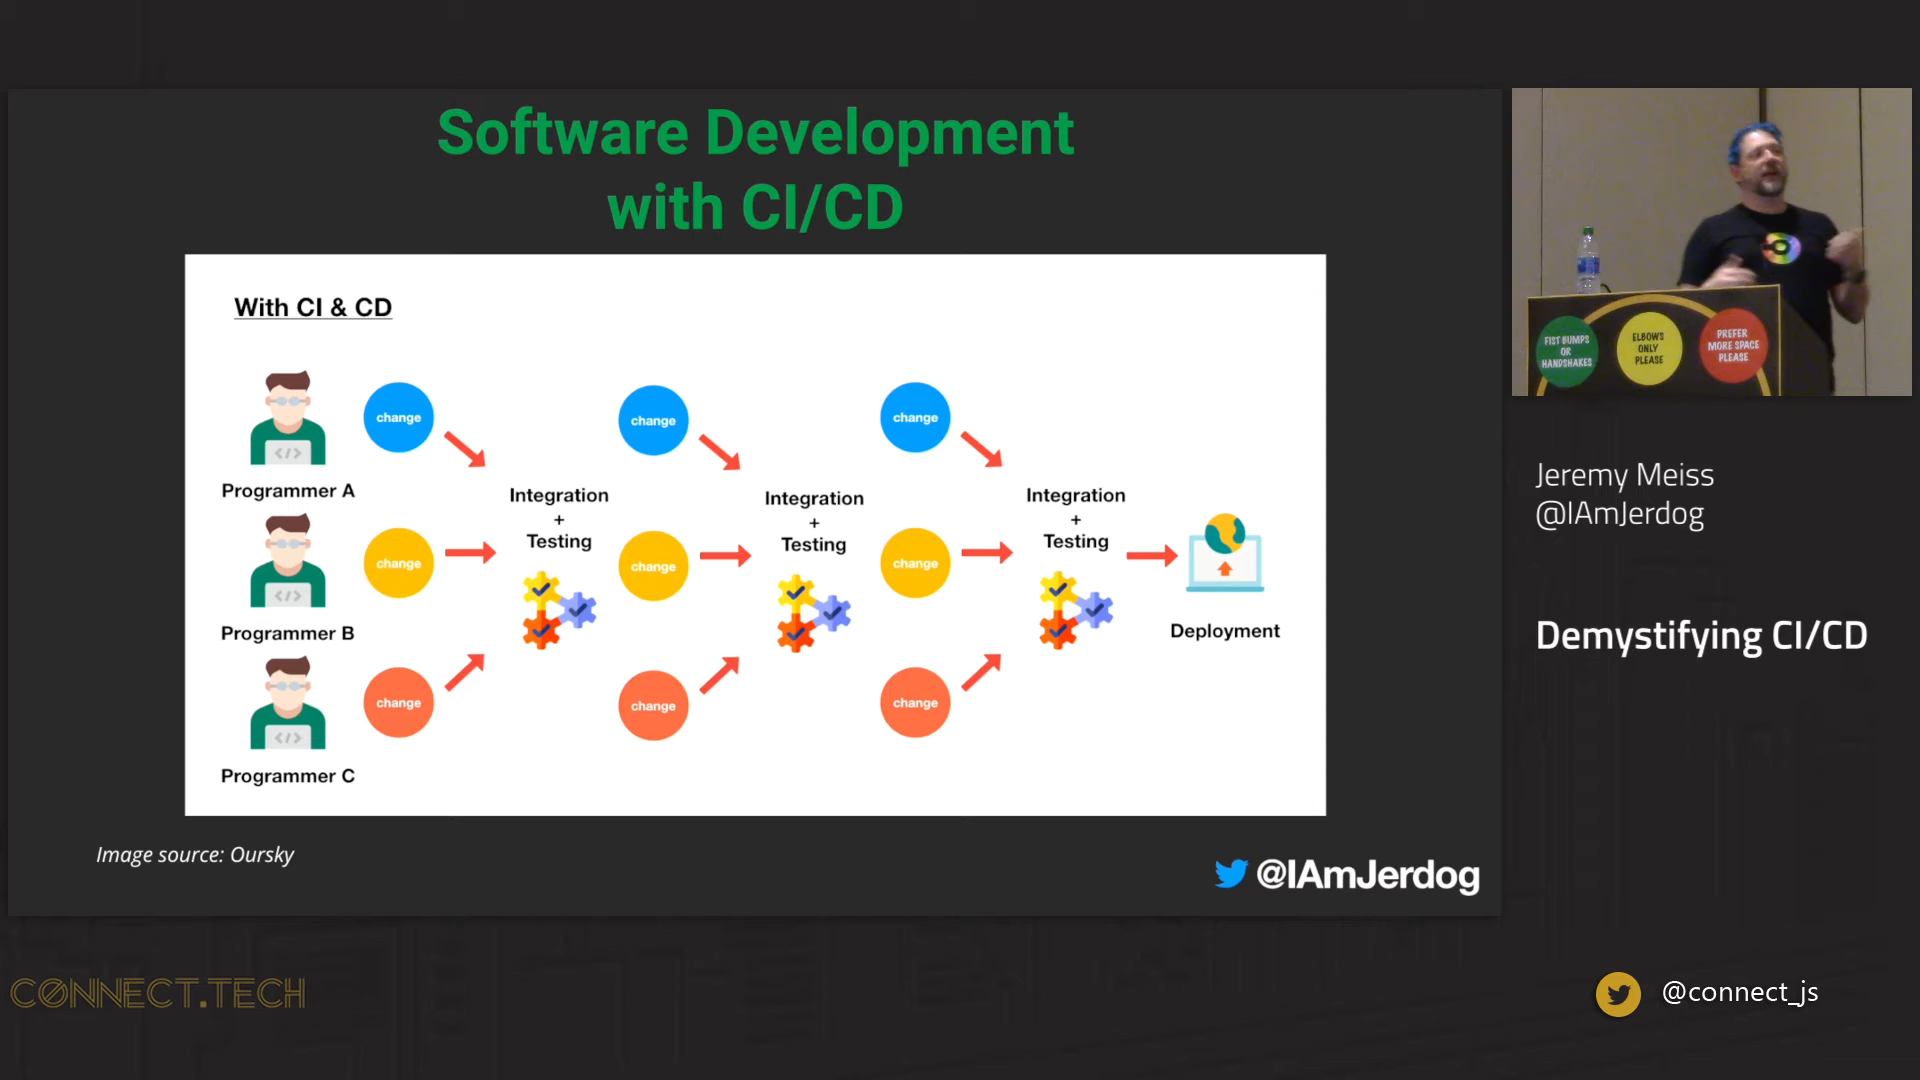 Software Development
with CI/CD
With CI & CD
Programmer A
Programmer B
Programmer C
change
change
change
Integration
+
Testing
change
change
change
Integration
+
Testing
change
change
change
Integration
+
Testing
Deployment
Image source: Oursky
@IAmJerdog
FIST BUMPS
OR
HANDSHAKES
ELBOWS
ONLY
PLEASE
PREFER
MORE SPACE
PLEASE
Jeremy Meiss
@IAmJerdog
Demystifying CI/CD
CONNECT.TECH
@connect_js